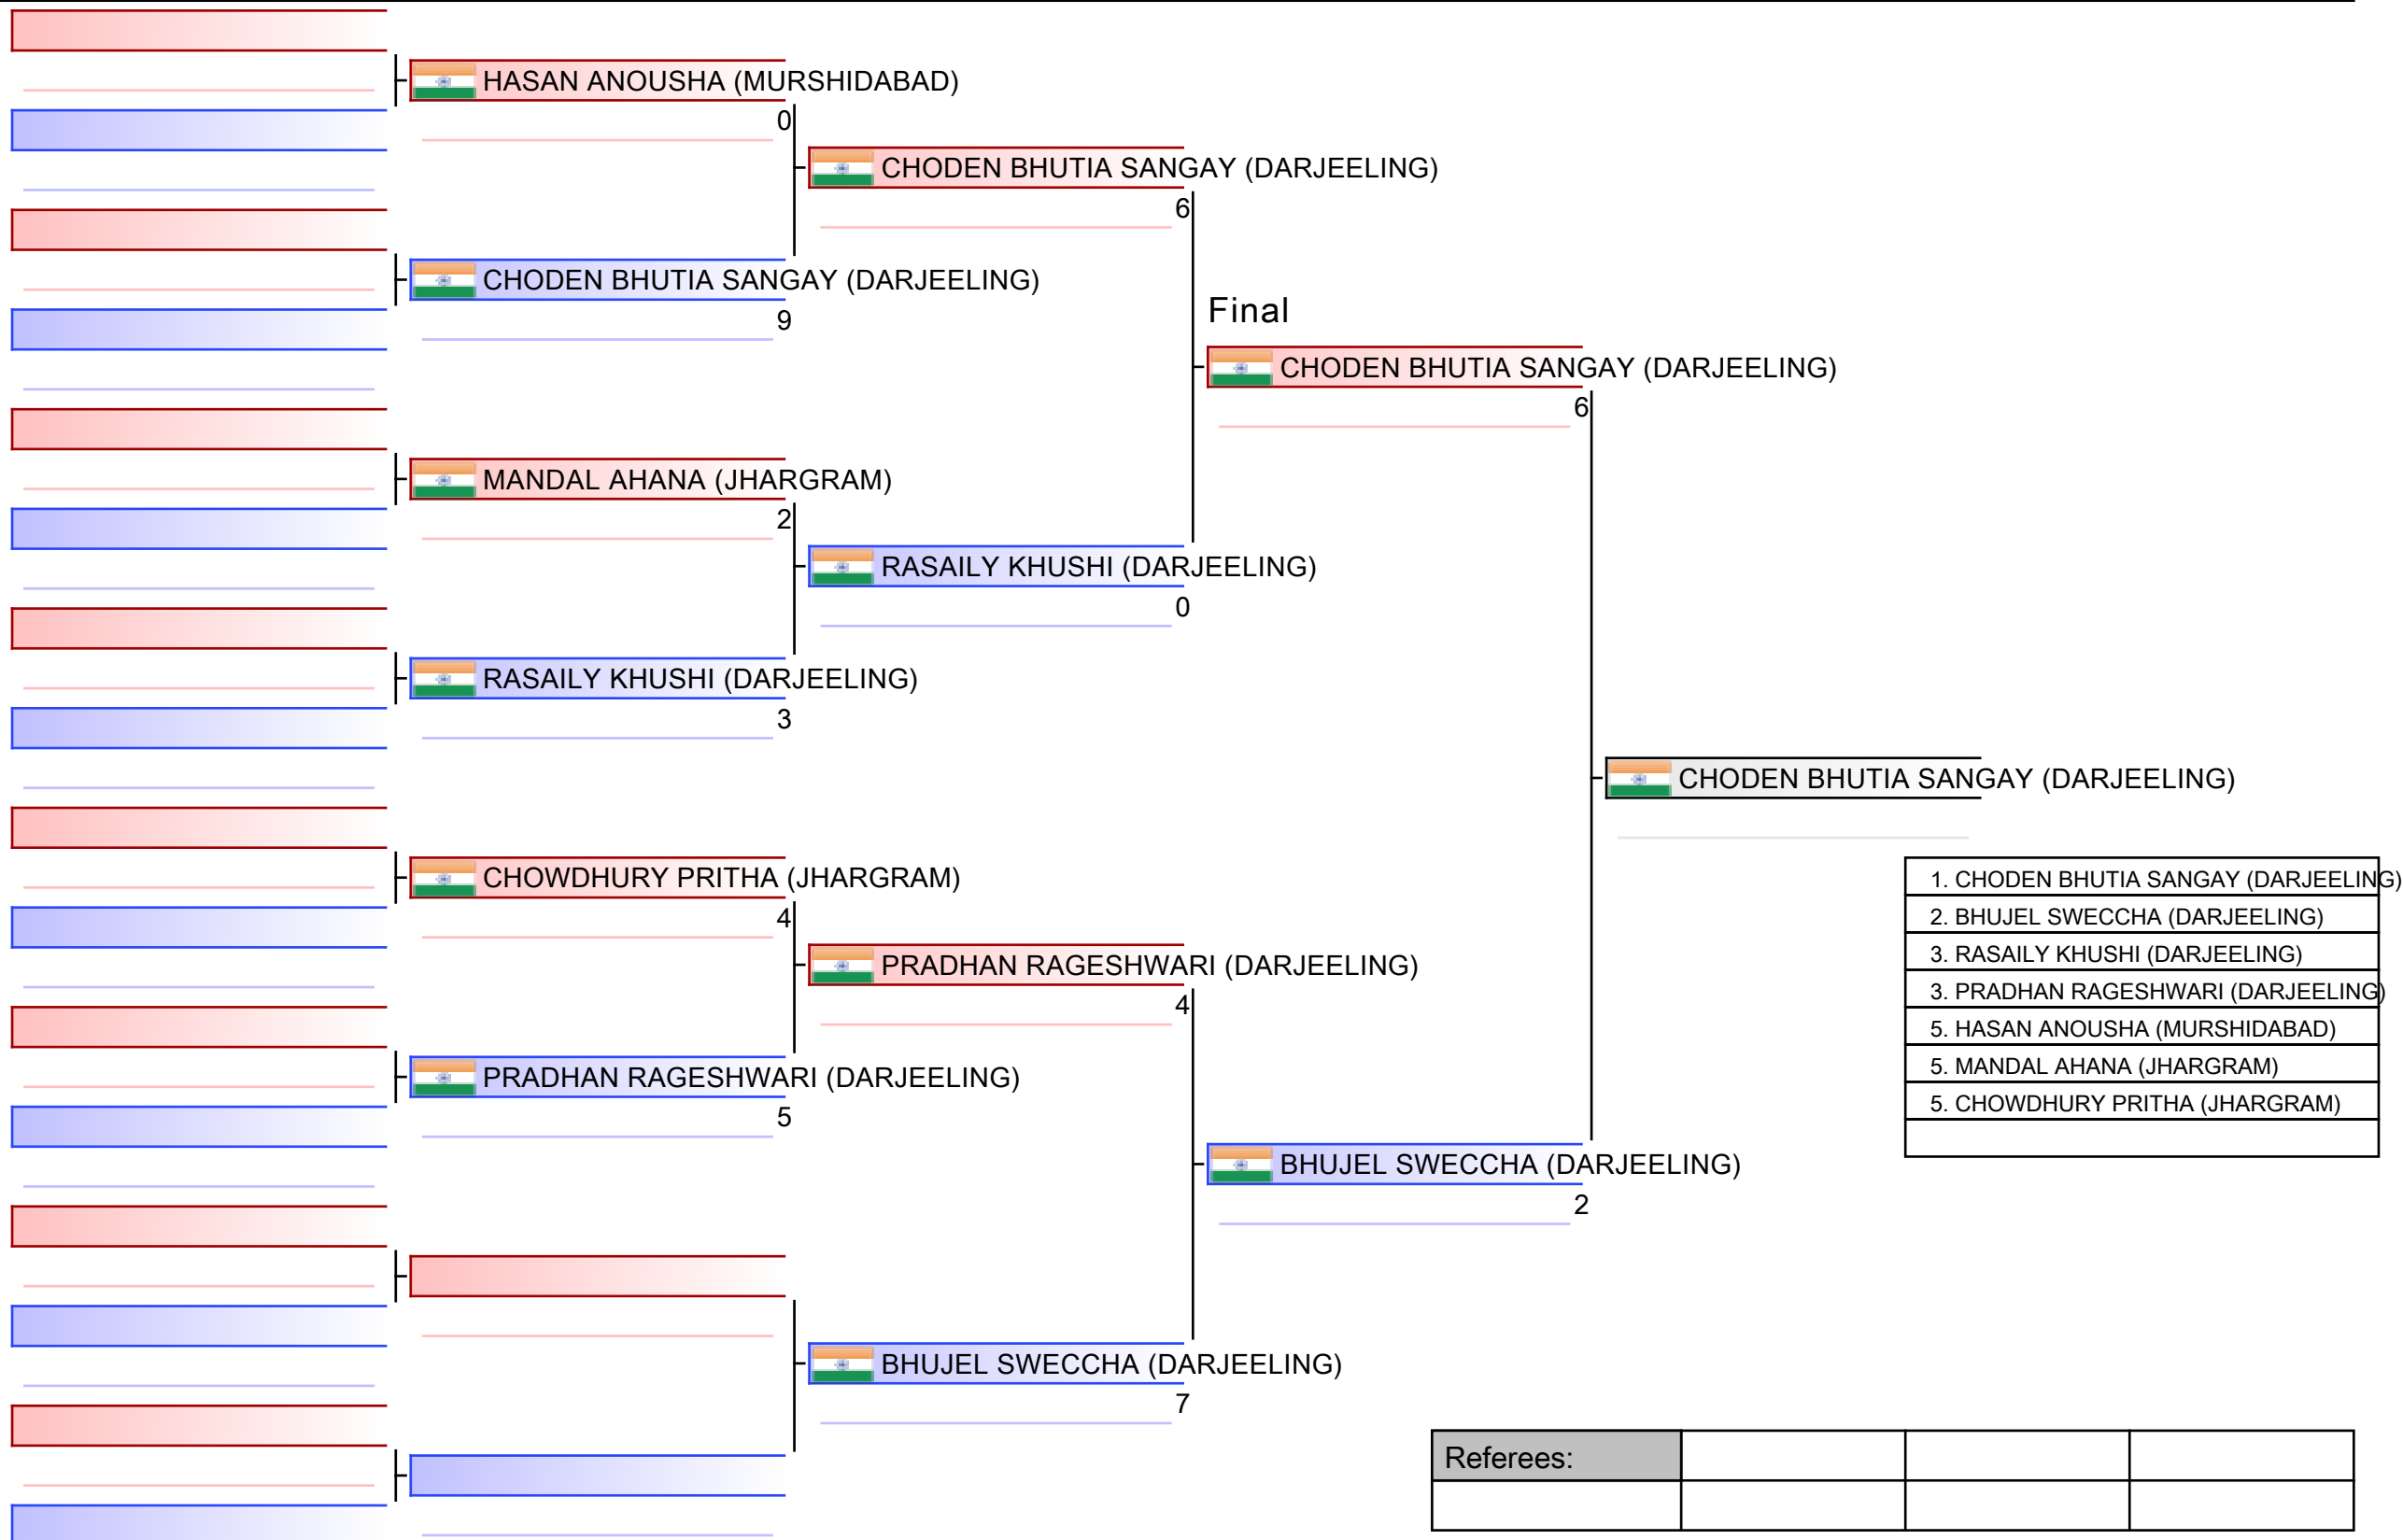 HASAN ANOUSHA (MURSHIDABAD)
0
CHODEN BHUTIA SANGAY (DARJEELING)
9
MANDAL AHANA (JHARGRAM)
2
RASAILY KHUSHI (DARJEELING)
3
CHOWDHURY PRITHA (JHARGRAM)
4
PRADHAN RAGESHWARI (DARJEELING)
5
CHODEN BHUTIA SANGAY (DARJEELING)
6
RASAILY KHUSHI (DARJEELING)
0
PRADHAN RAGESHWARI (DARJEELING)
4
BHUJEL SWECCHA (DARJEELING)
7
Final
CHODEN BHUTIA SANGAY (DARJEELING)
6
BHUJEL SWECCHA (DARJEELING)
2
CHODEN BHUTIA SANGAY (DARJEELING)
1. CHODEN BHUTIA SANGAY (DARJEELING)
2. BHUJEL SWECCHA (DARJEELING)
3. RASAILY KHUSHI (DARJEELING)
3. PRADHAN RAGESHWARI (DARJEELING)
5. HASAN ANOUSHA (MURSHIDABAD)
5. MANDAL AHANA (JHARGRAM)
5. CHOWDHURY PRITHA (JHARGRAM)
Referees: